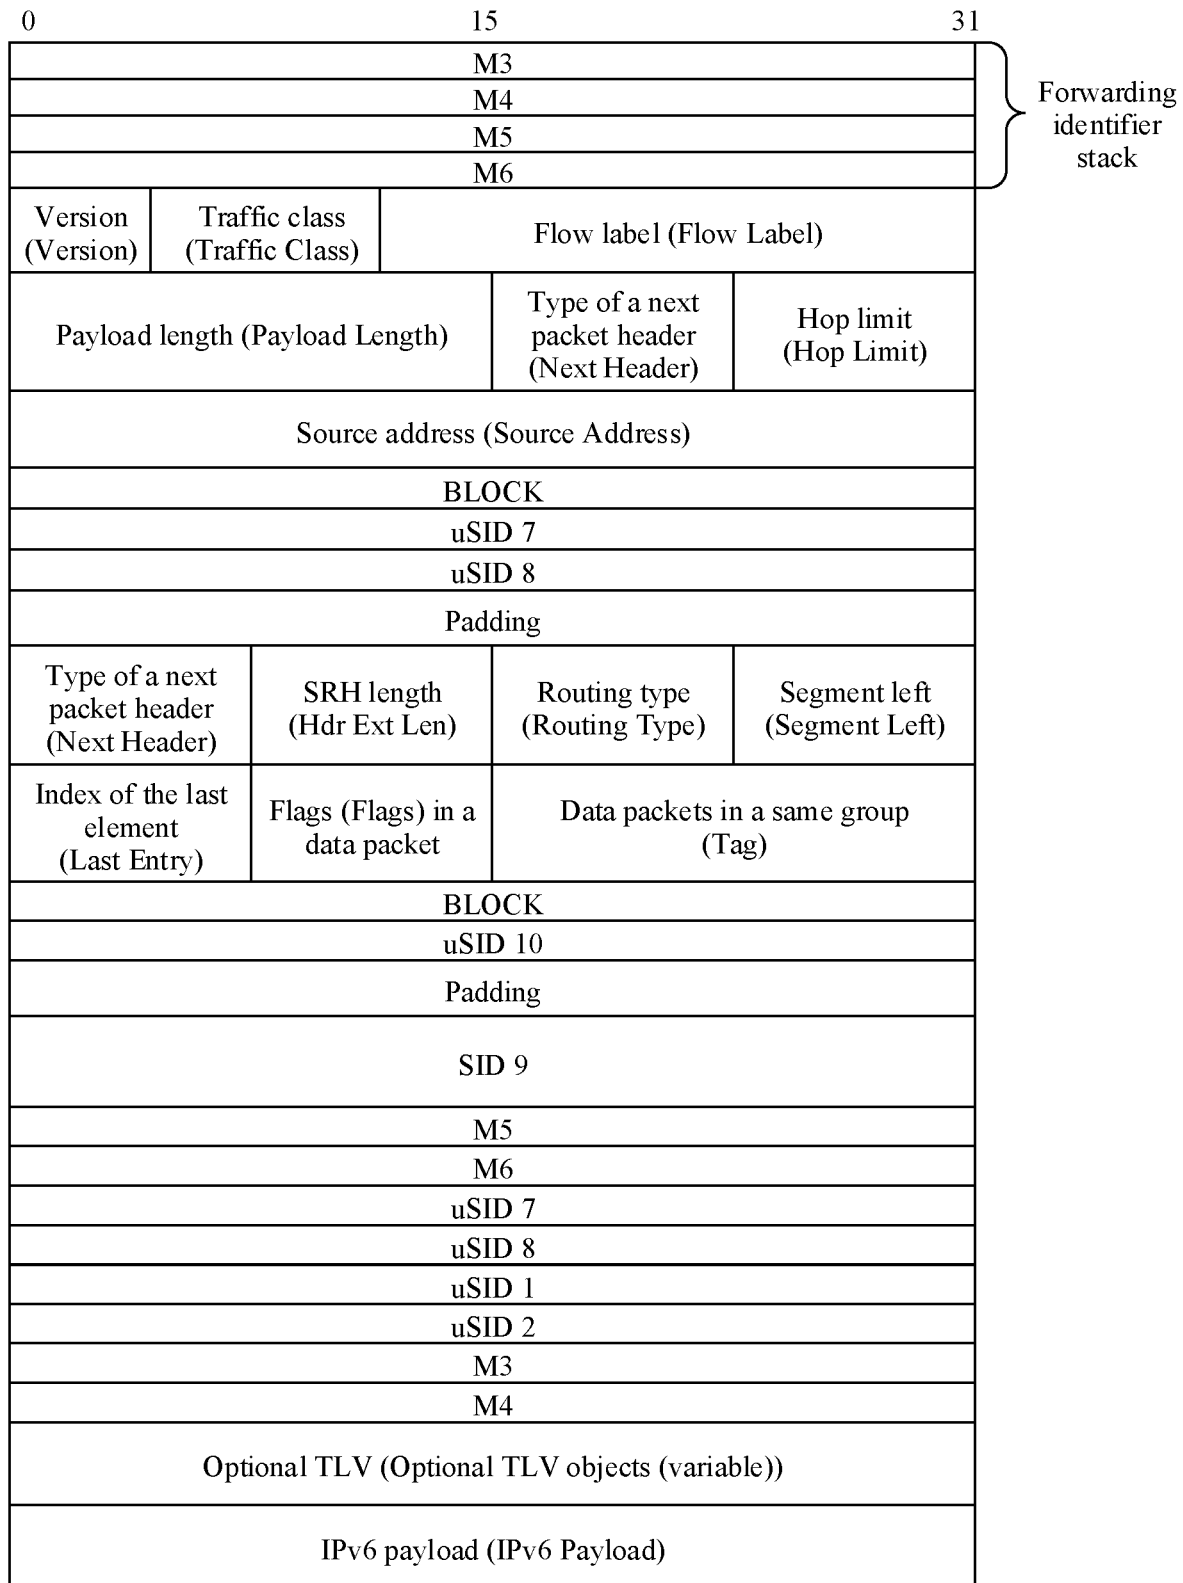 0 15 31
M3
M4
M5
M6
Forwarding
identifier
stack
Version
(Version)
Traffic class
(Traffic Class)
Flow label (Flow Label)
Payload length (Payload Length)
Type of a next
packet header
(Next Header)
Hop limit
(Hop Limit)
Source address (Source Address)
BLOCK
uSID 7
uSID 8
Padding
Type of a next
packet header
(Next Header)
SRH length
(Hdr Ext Len)
Routing type
(Routing Type)
Segment left
(Segment Left)
Index of the last
element
(Last Entry)
Flags (Flags) in a
data packet
Data packets in a same group
(Tag)
BLOCK
uSID 10
Padding
SID 9
M5
M6
uSID 7
uSID 8
uSID 1
uSID 2
M3
M4
Optional TLV (Optional TLV objects (variable))
IPv6 payload (IPv6 Payload)